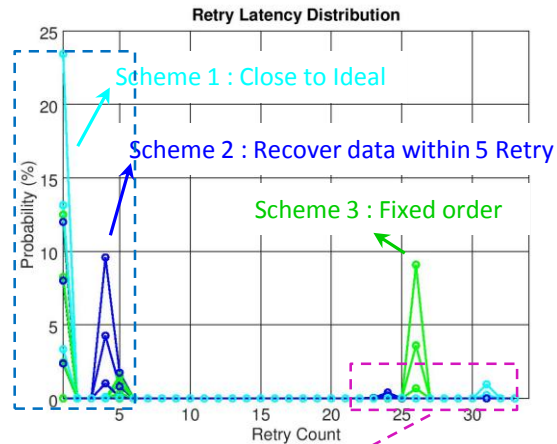 Retry Latency Distribution
25
Scheme 1 : Close to Ideal
20
Scheme 2 : Recover data within 5 Retry
15
Scheme 3 : Fixed order
Probability (%)
10
5
0
5 10 15 20 25 30
Retry Count